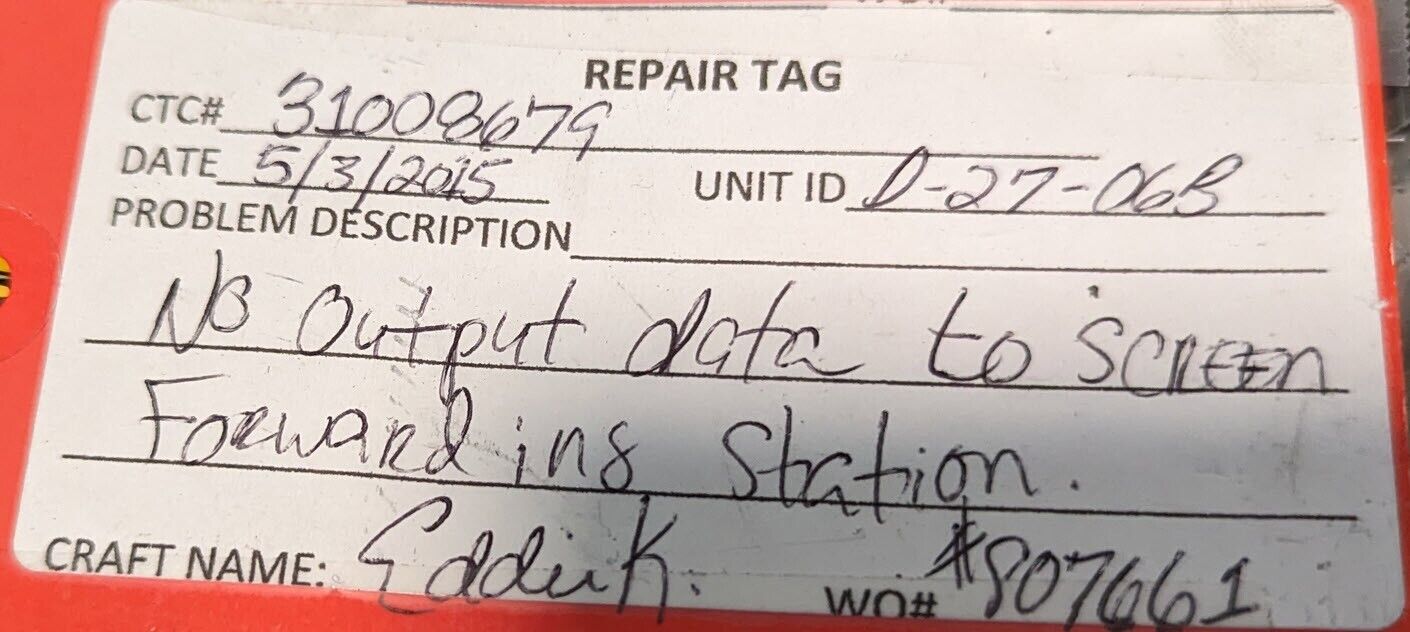 REPAIR TAG
CTC# 31008679
DATE 5/3/2015 UNIT ID D-27-06B
PROBLEM DESCRIPTION
No output data to screen
Forward ins station.
CRAFT NAME: Eddie K. WO# #807661